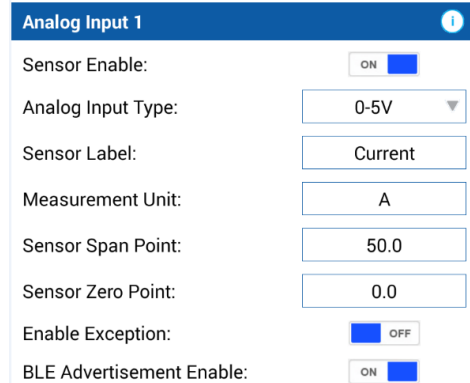 Analog Input 1 i
Sensor Enable: ON
Analog Input Type: 0-5V
Sensor Label: Current
Measurement Unit: A
Sensor Span Point: 50.0
Sensor Zero Point: 0.0
Enable Exception: OFF
BLE Advertisement Enable: ON